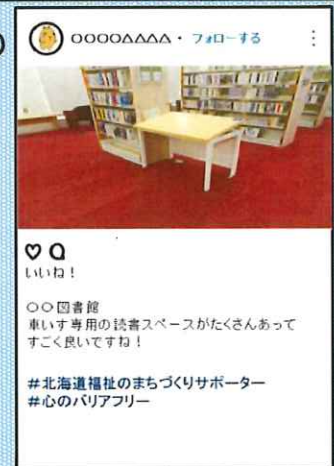 ○○○○△△△△・フォローする
いいね！
○○図書館
車いす専用の読書スペースがたくさんあって
すごく良いですね！
#北海道福祉のまちづくりサポーター
#心のバリアフリー